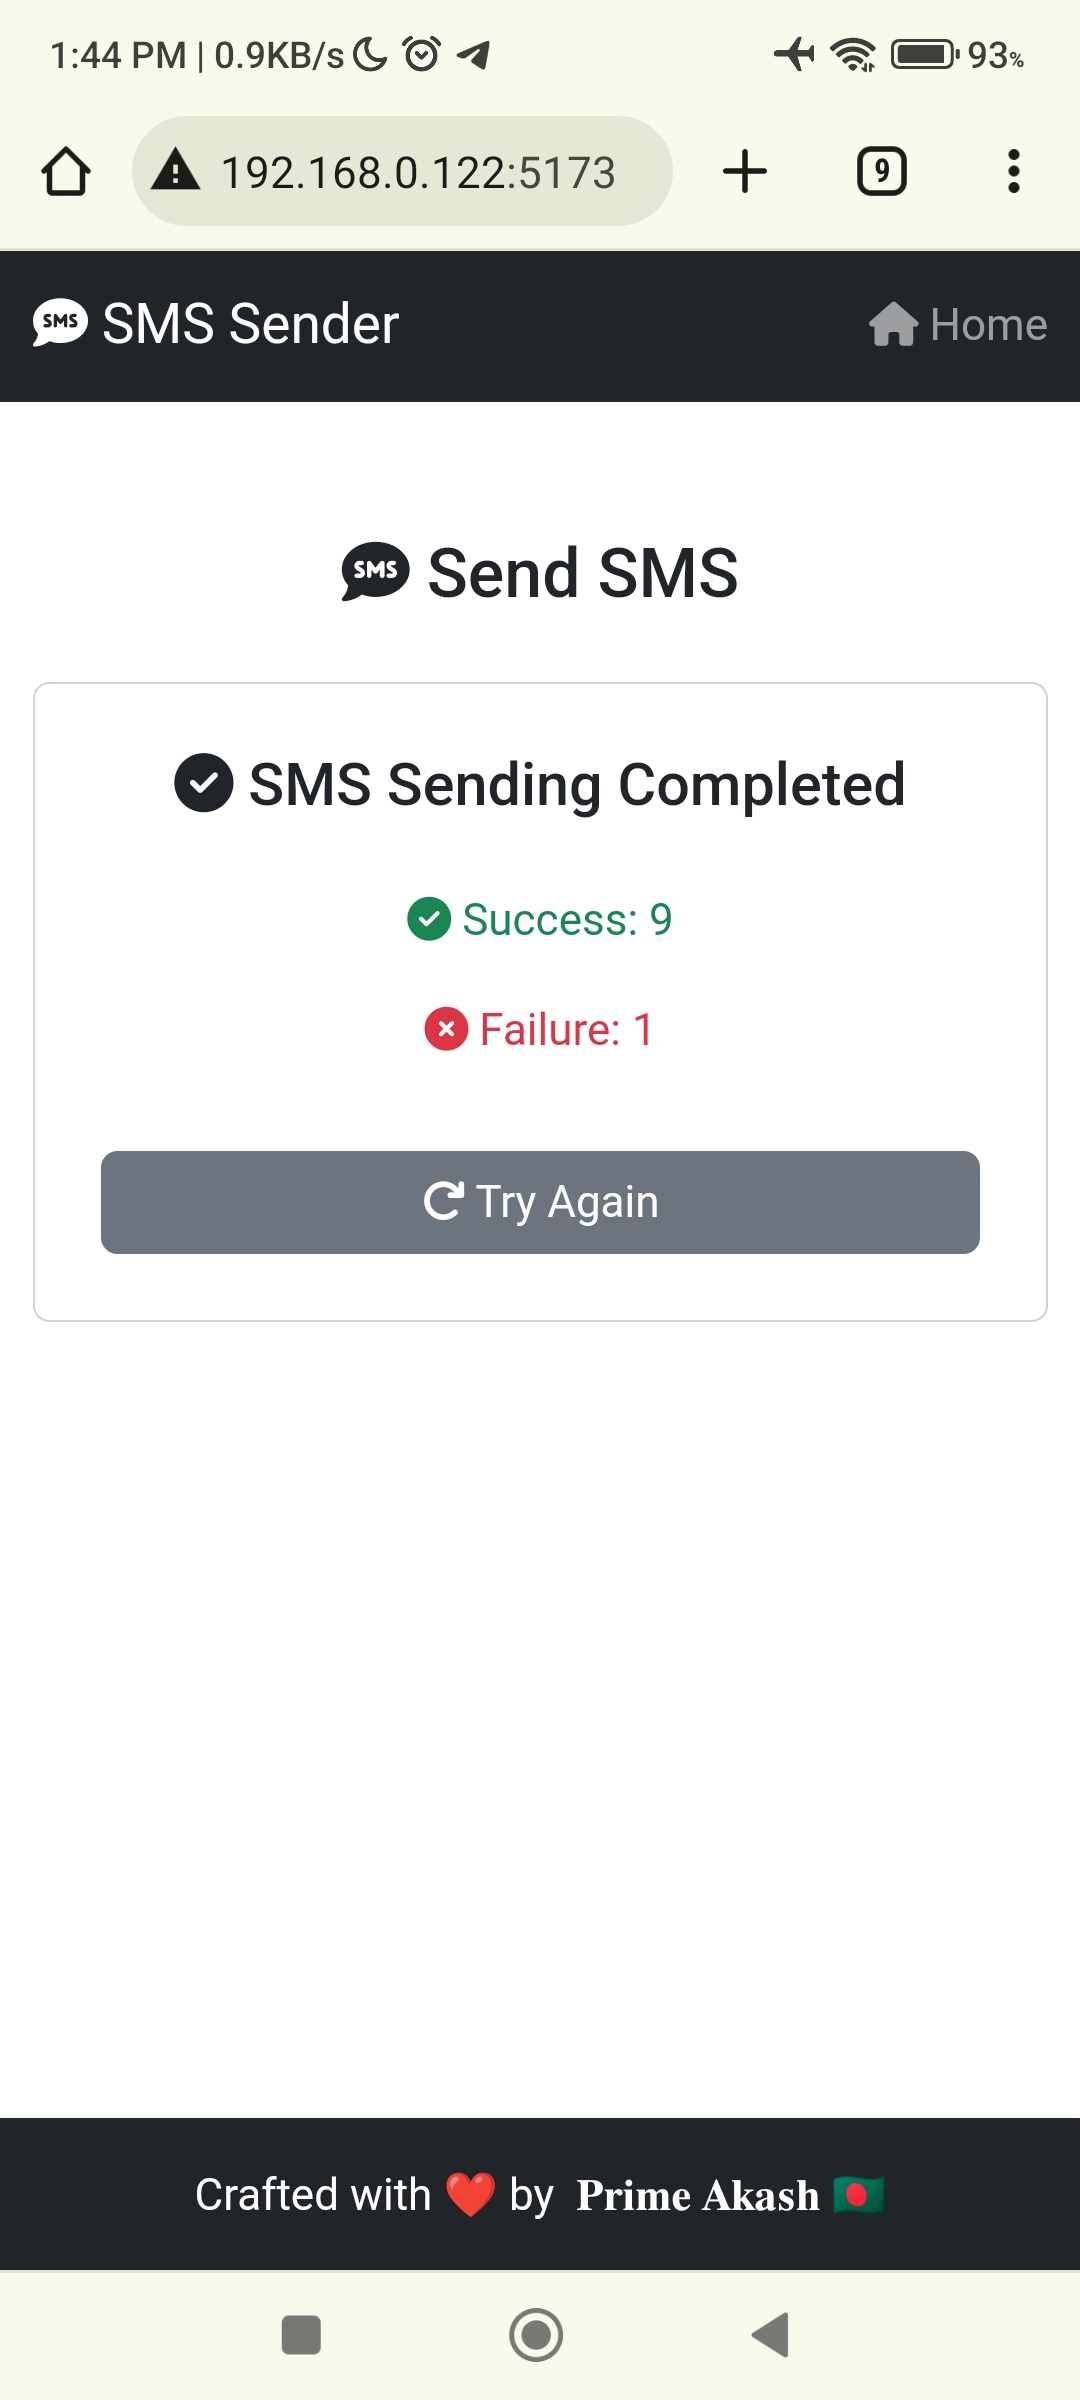 1:44 PM | 0.9KB/s 93%
192.168.0.122:5173 9
SMS SMS Sender Home
SMS Send SMS
SMS Sending Completed
Success: 9
Failure: 1
Try Again
Crafted with ❤️ by Prime Akash 🇧🇩